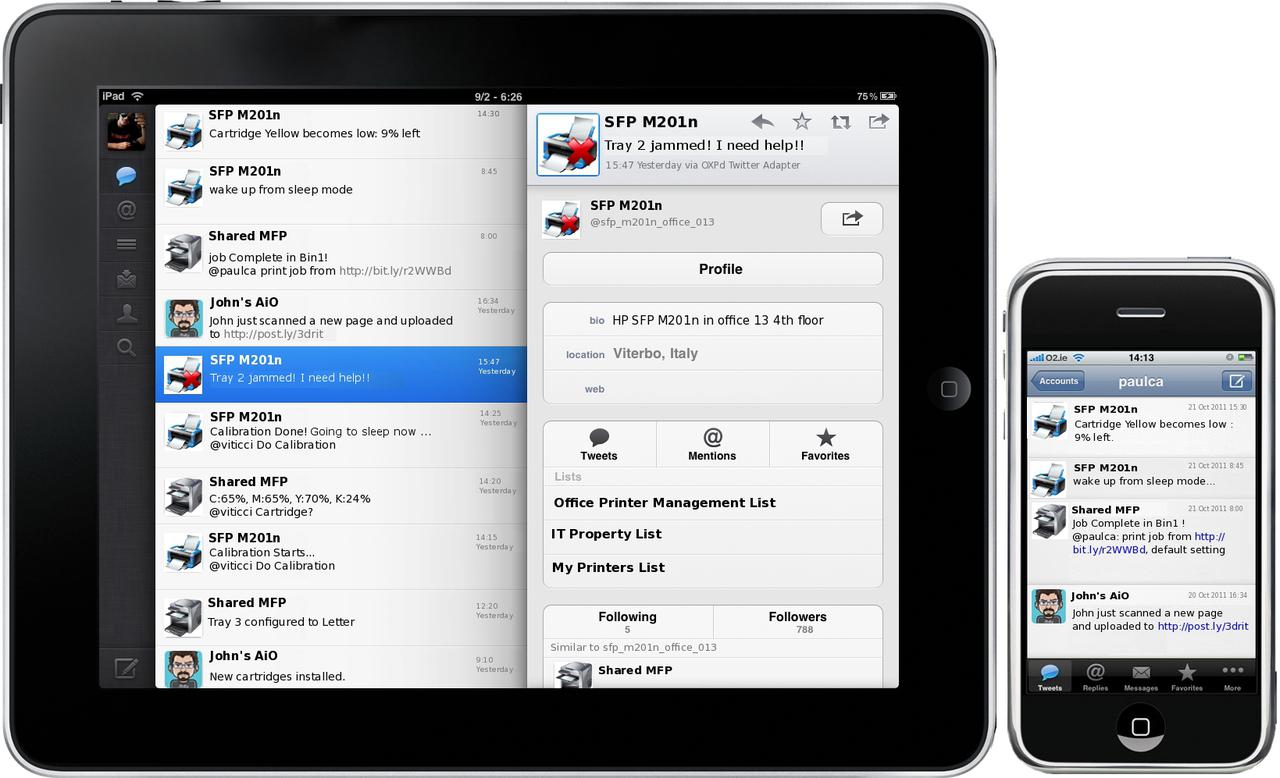 iPad
9/2 - 6:26
75%
SFP M201n
14:30
Cartridge Yellow becomes low: 9% left
SFP M201n
8:45
wake up from sleep mode
Shared MFP
8:00
job Complete in Bin1!
@paulca print job from http://bit.ly/r2WWBd
John's AiO
16:34
Yesterday
John just scanned a new page and uploaded
to http://post.ly/3drit
SFP M201n
15:47
Yesterday
Tray 2 jammed! I need help!!
SFP M201n
14:25
Yesterday
Calibration Done! Going to sleep now ...
@viticci Do Calibration
Shared MFP
14:20
Yesterday
C:65%, M:65%, Y:70%, K:24%
@viticci Cartridge?
SFP M201n
14:15
Yesterday
Calibration Starts...
@viticci Do Calibration
Shared MFP
12:20
Yesterday
Tray 3 configured to Letter
John's AiO
9:10
Yesterday
New cartridges installed.
SFP M201n
Tray 2 jammed! I need help!!
15:47 Yesterday via OXPd Twitter Adapter
SFP M201n
@sfp_m201n_office_013
Profile
bio HP SFP M201n in office 13 4th floor
location Viterbo, Italy
web
Tweets
@
Mentions
Favorites
Lists
Office Printer Management List
IT Property List
My Printers List
Following
5
Followers
788
Similar to sfp_m201n_office_013
Shared MFP
O2.ie
14:13
Accounts
paulca
SFP M201n
21 Oct 2011 15:30
Cartridge Yellow becomes low :
9% left.
SFP M201n
21 Oct 2011 8:45
wake up from sleep mode...
Shared MFP
21 Oct 2011 8:00
Job Complete in Bin1 !
@paulca: print job from http://
bit.ly/r2WWBd, default setting
John's AiO
20 Oct 2011 16:34
John just scanned a new page
and uploaded to http://post.ly/3drit
Tweets
@
Replies
Messages
Favorites
More